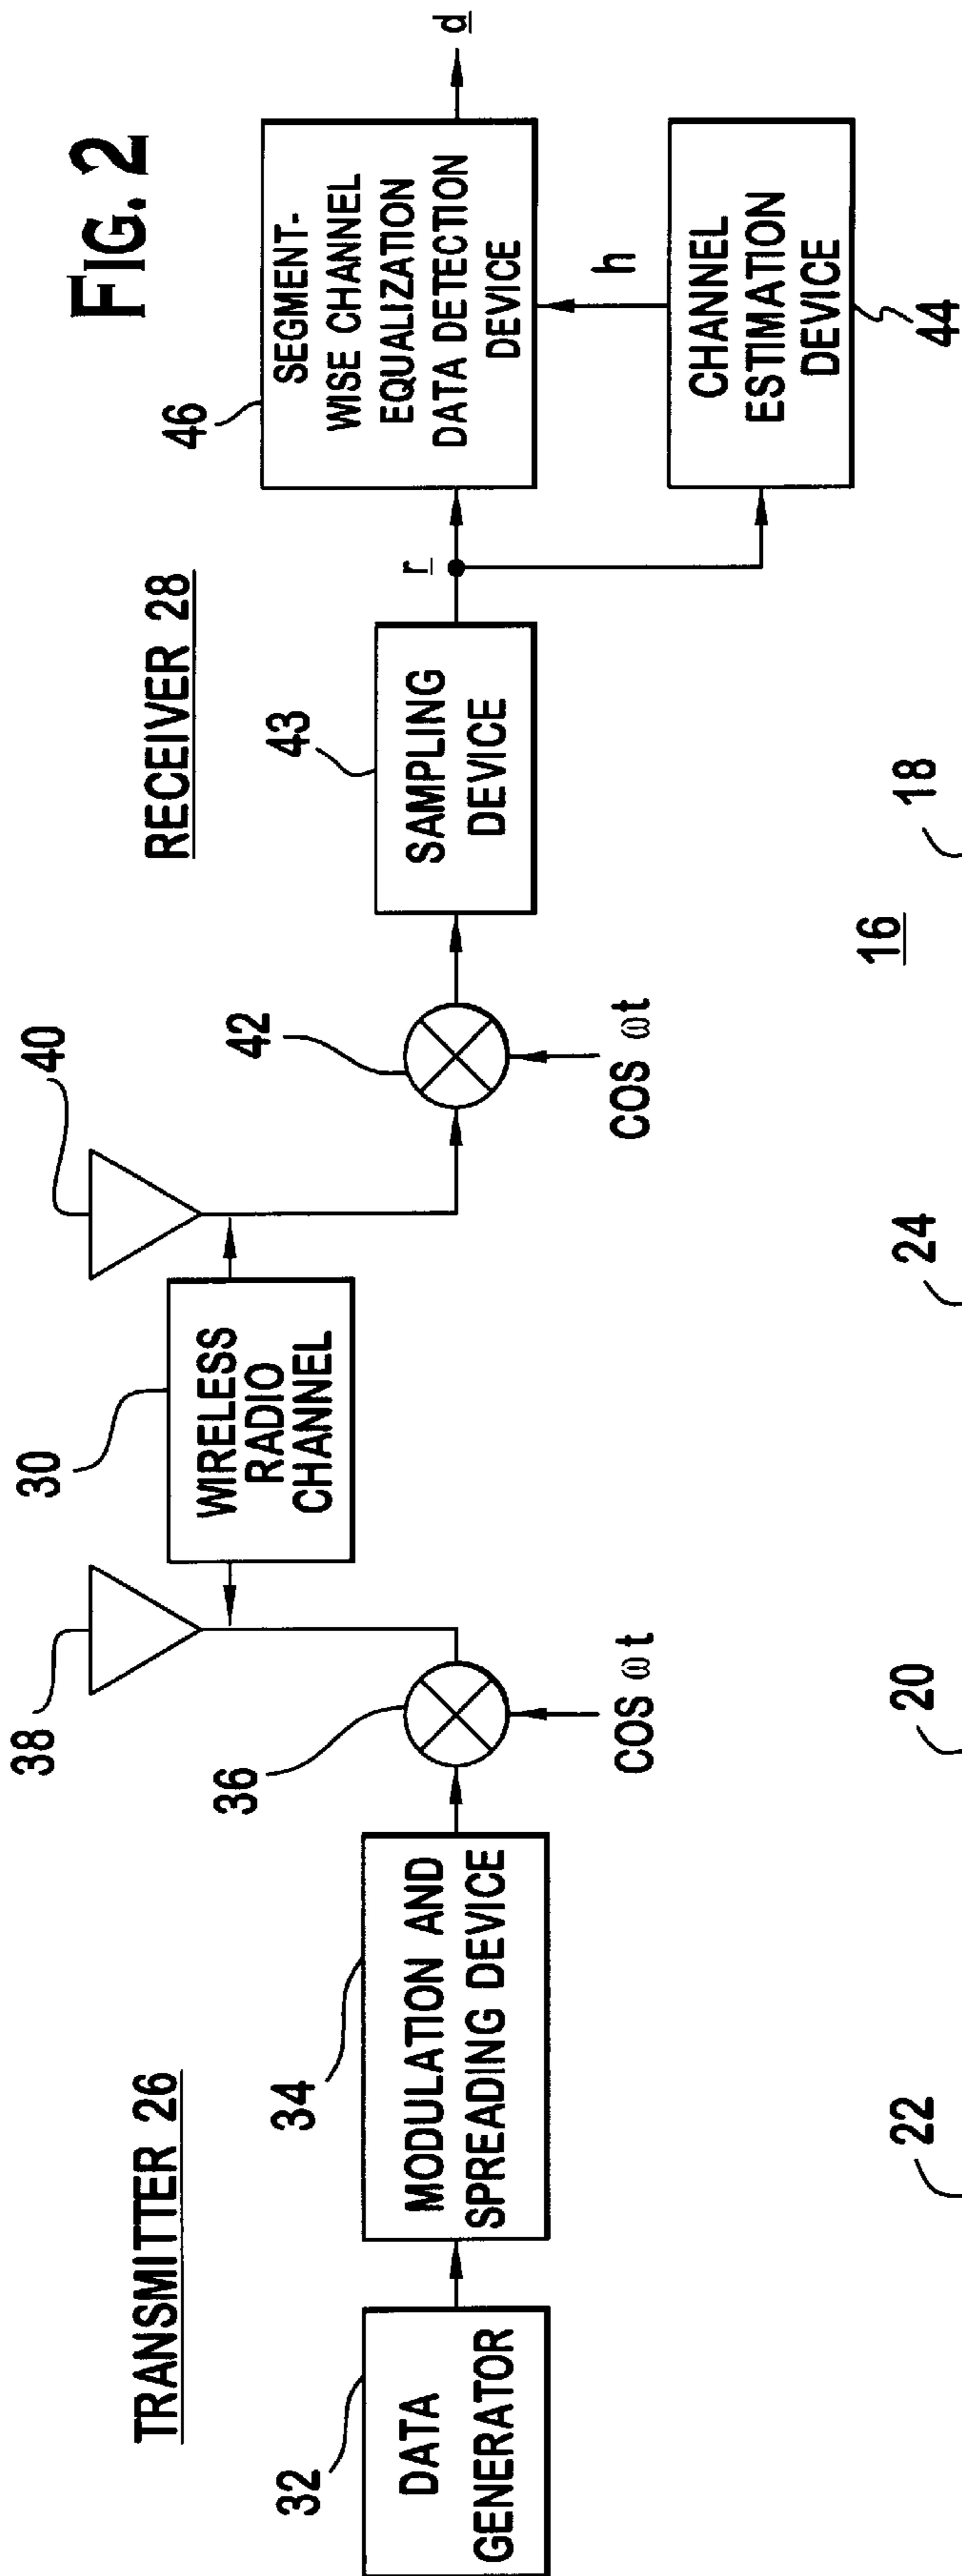 FIG. 2
TRANSMITTER 26
RECEIVER 28
32
DATA
GENERATOR
34
MODULATION AND
SPREADING DEVICE
36
COS ωt
38
30
WIRELESS
RADIO
CHANNEL
40
42
COS ωt
43
SAMPLING
DEVICE
r
46
SEGMENT-
WISE CHANNEL
EQUALIZATION
DATA DETECTION
DEVICE
d
h
CHANNEL
ESTIMATION
DEVICE
44
22
20
24
16
18